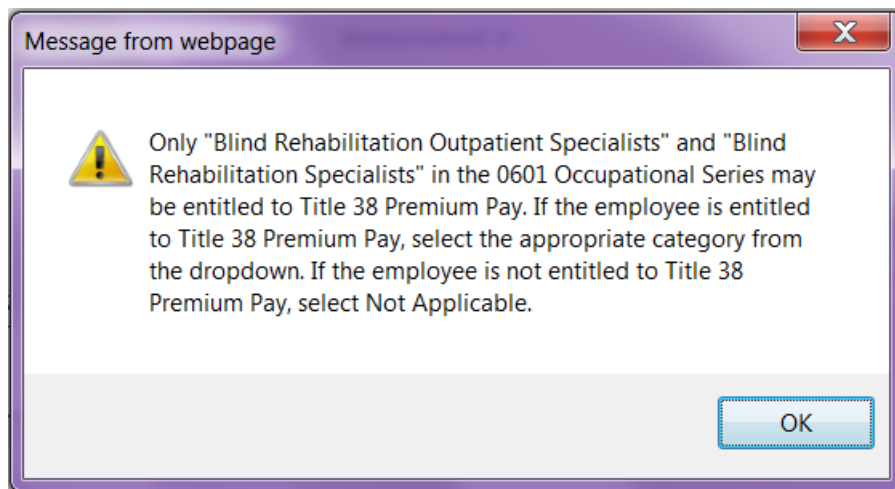 Message from webpage
Only "Blind Rehabilitation Outpatient Specialists" and "Blind
Rehabilitation Specialists" in the 0601 Occupational Series may
be entitled to Title 38 Premium Pay. If the employee is entitled
to Title 38 Premium Pay, select the appropriate category from
the dropdown. If the employee is not entitled to Title 38
Premium Pay, select Not Applicable.
OK